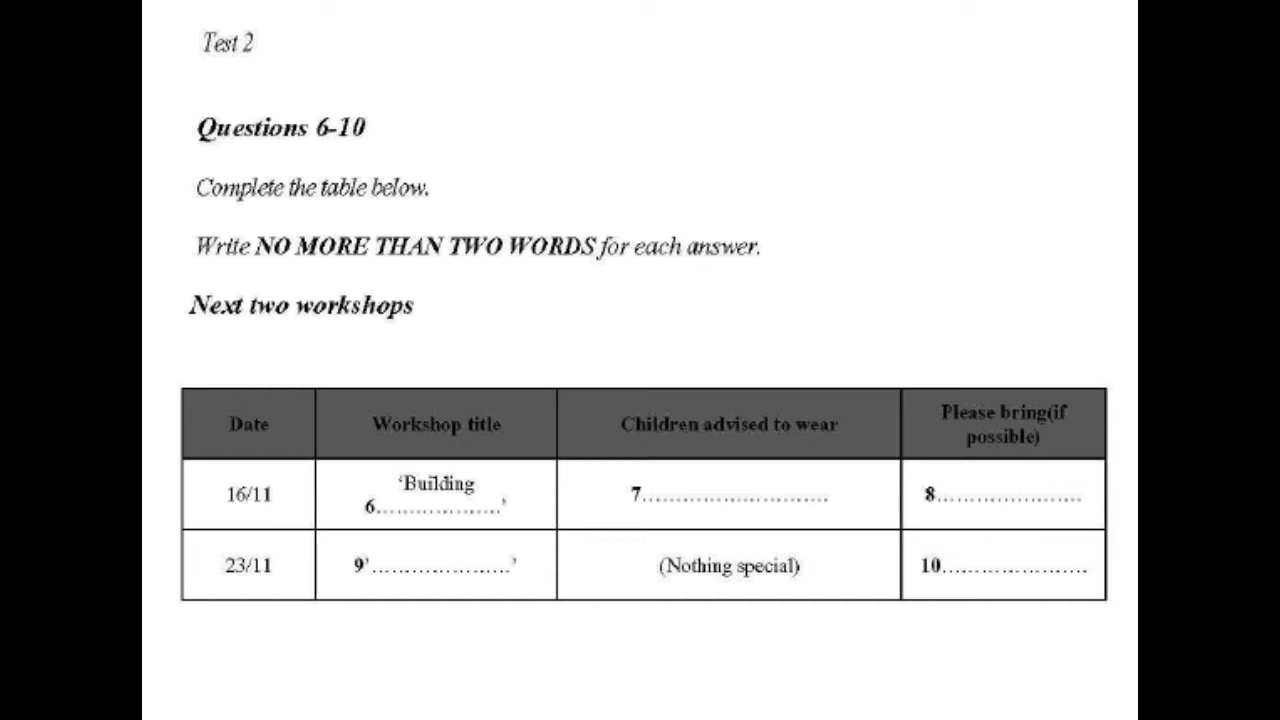 Test 2
Questions 6-10
Complete the table below.
Write NO MORE THAN TWO WORDS for each answer.
Next two workshops
Date
Workshop title
Children advised to wear
Please bring(if
possible)
16/11
‘Building
6...................’
7............................
8......................
23/11
9’.....................’
(Nothing special)
10......................